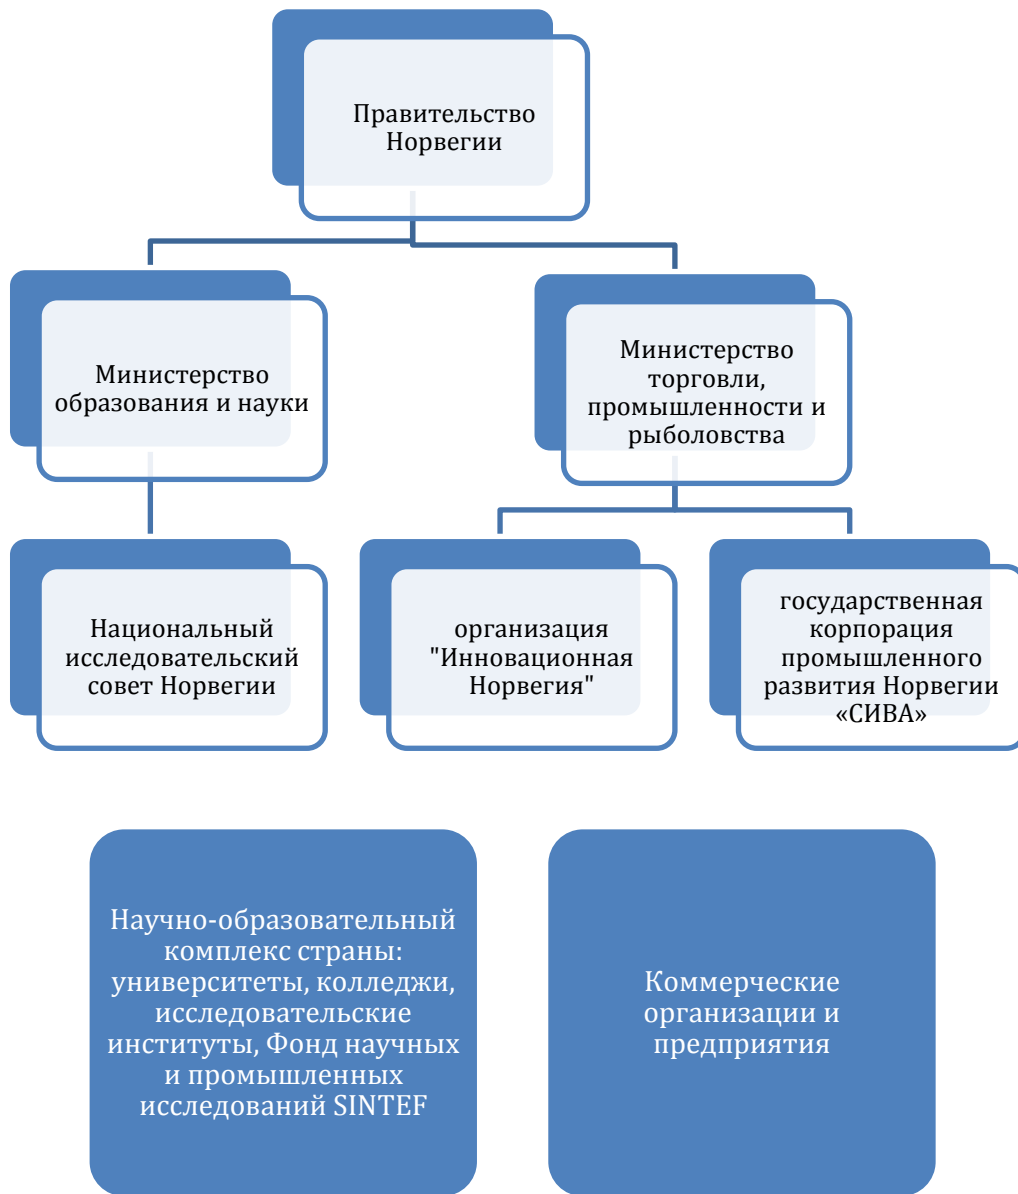 Правительство
Норвегии
Министерство
образования и науки
Министерство
торговли,
промышленности и
рыболовства
Национальный
исследовательский
совет Норвегии
организация
"Инновационная
Норвегия"
государственная
корпорация
промышленного
развития Норвегии
«СИВА»
Научно-образовательный
комплекс страны:
университеты, колледжи,
исследовательские
институты, Фонд научных
и промышленных
исследований SINTEF
Коммерческие
организации и
предприятия